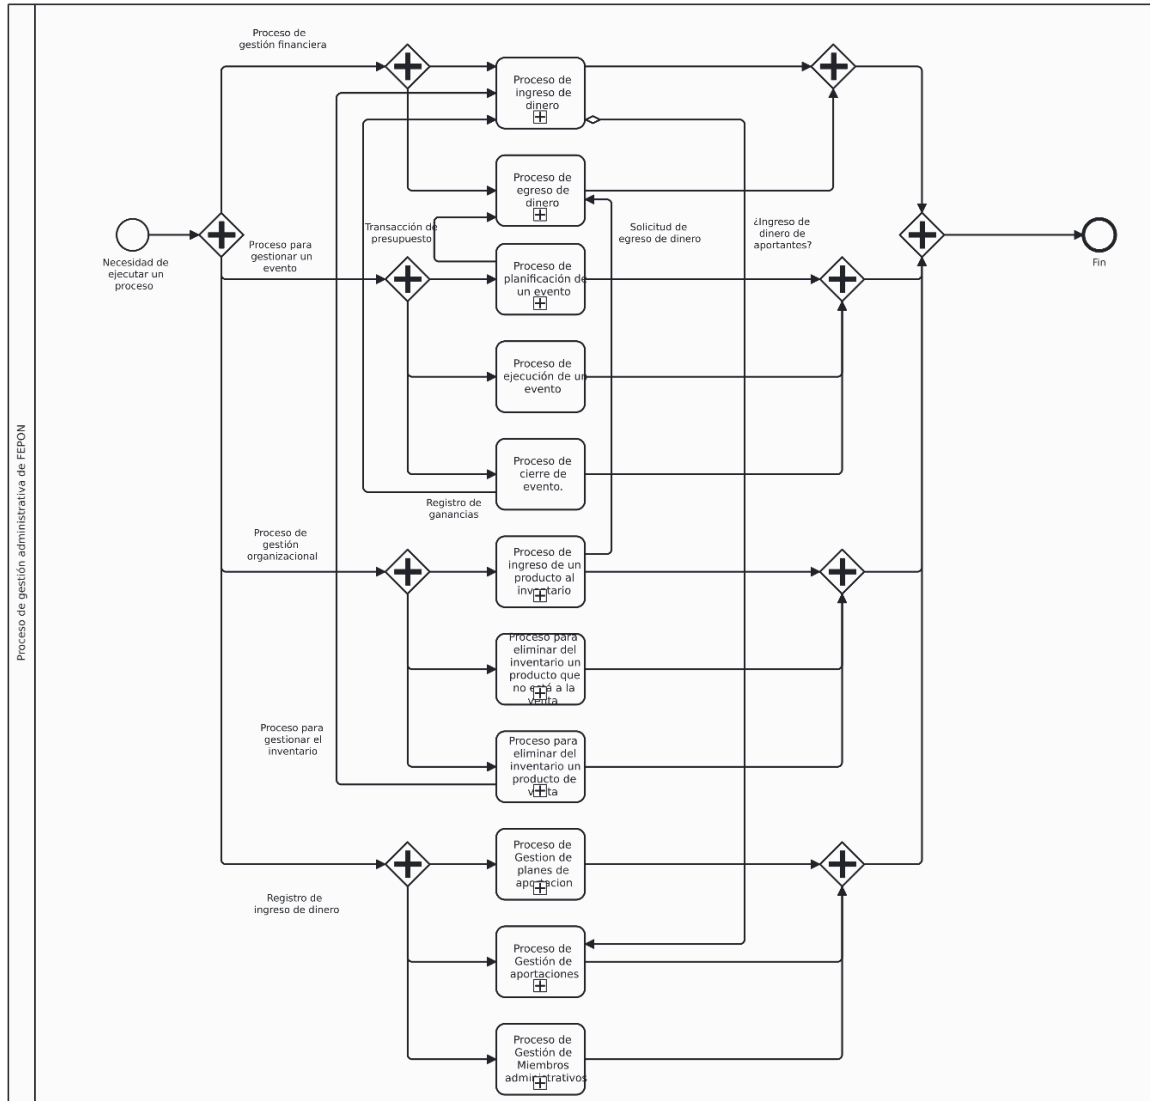 Proceso de gestión administrativa de FEPON
Necesidad de
ejecutar un
proceso
Proceso de
gestión financiera
Proceso para
gestionar un
evento
Proceso de
gestión
organizacional
Proceso para
gestionar el
inventario
Registro de
ingreso de dinero
Transacción de
presupuesto
Registro de
ganancias
Proceso de
ingreso de
dinero
Proceso de
egreso de
dinero
Proceso de
planificación de
un evento
Proceso de
ejecución de un
evento
Proceso de
cierre de
evento.
Proceso de
ingreso de un
producto al
inventario
Proceso para
eliminar del
inventario un
producto que
no está a la
venta
Proceso para
eliminar del
inventario un
producto de
venta
Proceso de
Gestion de
planes de
aportacion
Proceso de
Gestión de
aportaciones
Proceso de
Gestión de
Miembros
administrativos
Solicitud de
egreso de dinero
¿Ingreso de
dinero de
aportantes?
Fin